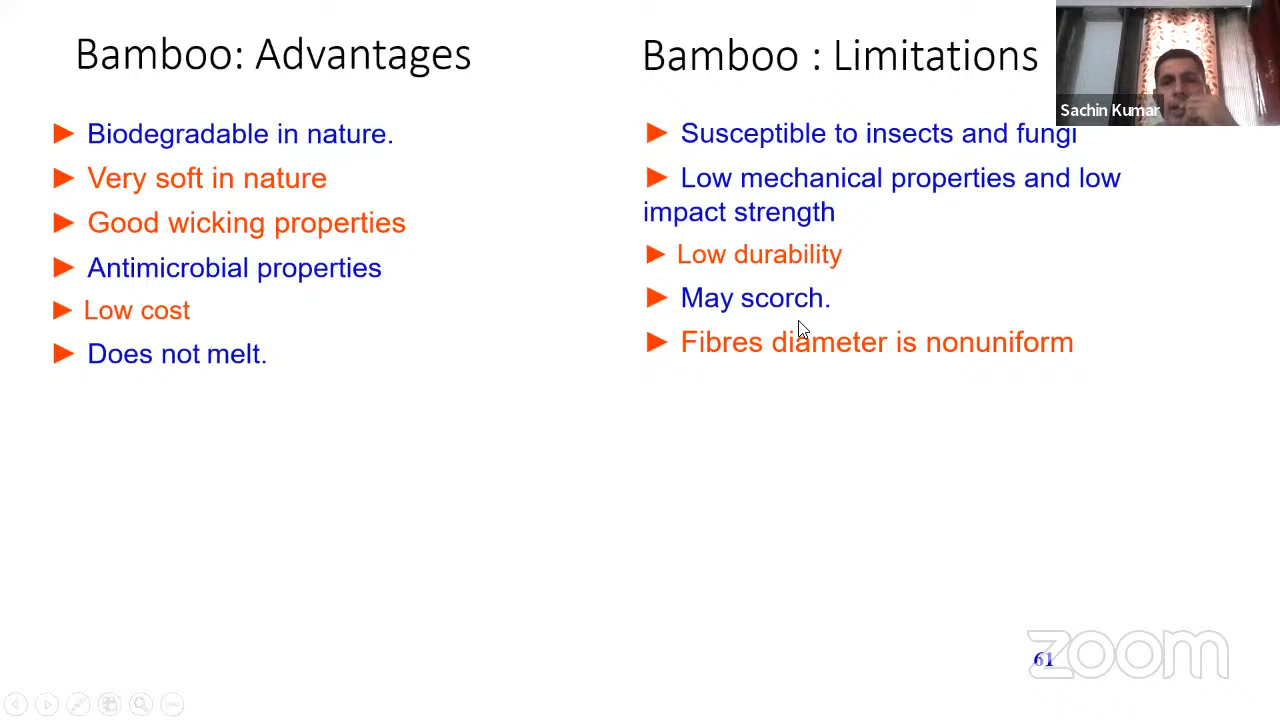 Bamboo: Advantages
► Biodegradable in nature.
► Very soft in nature
► Good wicking properties
► Antimicrobial properties
► Low cost
► Does not melt.
Bamboo : Limitations
► Susceptible to insects and fungi
► Low mechanical properties and low
impact strength
► Low durability
► May scorch.
► Fibres diameter is nonuniform
Sachin Kumar
61
zoom